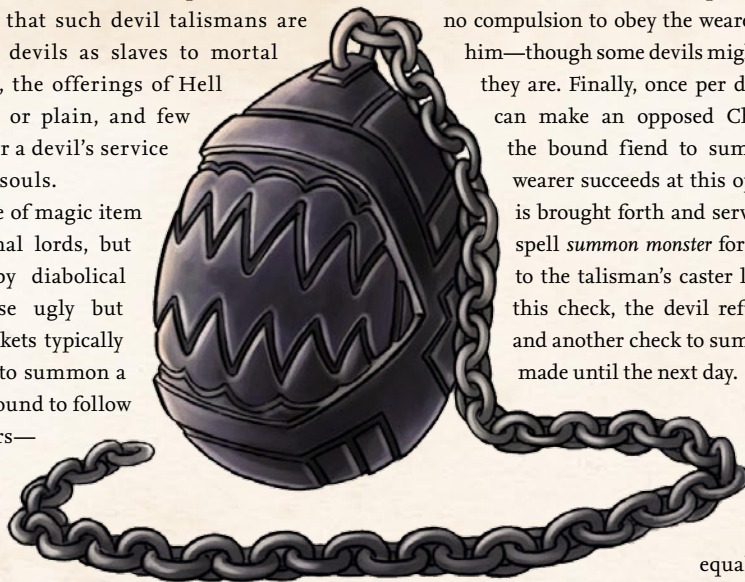 that such devil talismans are
devils as slaves to mortal
, the offerings of Hell
or plain, and few
r a devil's service
souls.
e of magic item
nal lords, but
by diabolical
se ugly but
kets typically
to summon a
ound to follow
rs—
no compulsion to obey the weare
him—though some devils migh
they are. Finally, once per d
can make an opposed Ch
the bound fiend to sum
wearer succeeds at this op
is brought forth and serv
spell summon monster for
to the talisman's caster l
this check, the devil ref
and another check to sum
made until the next day.
equa